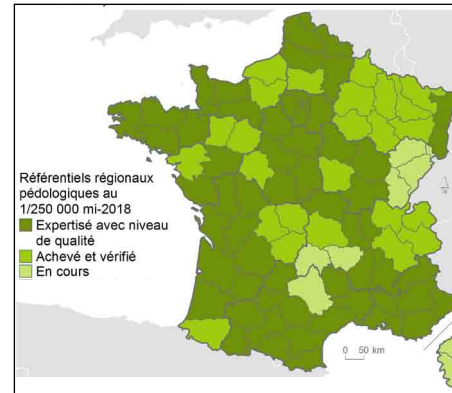 Référentiels régionaux
pédologiques au
1/250 000 mi-2018
Expertisé avec niveau
de qualité
Achevé et vérifié
En cours
0 50 km